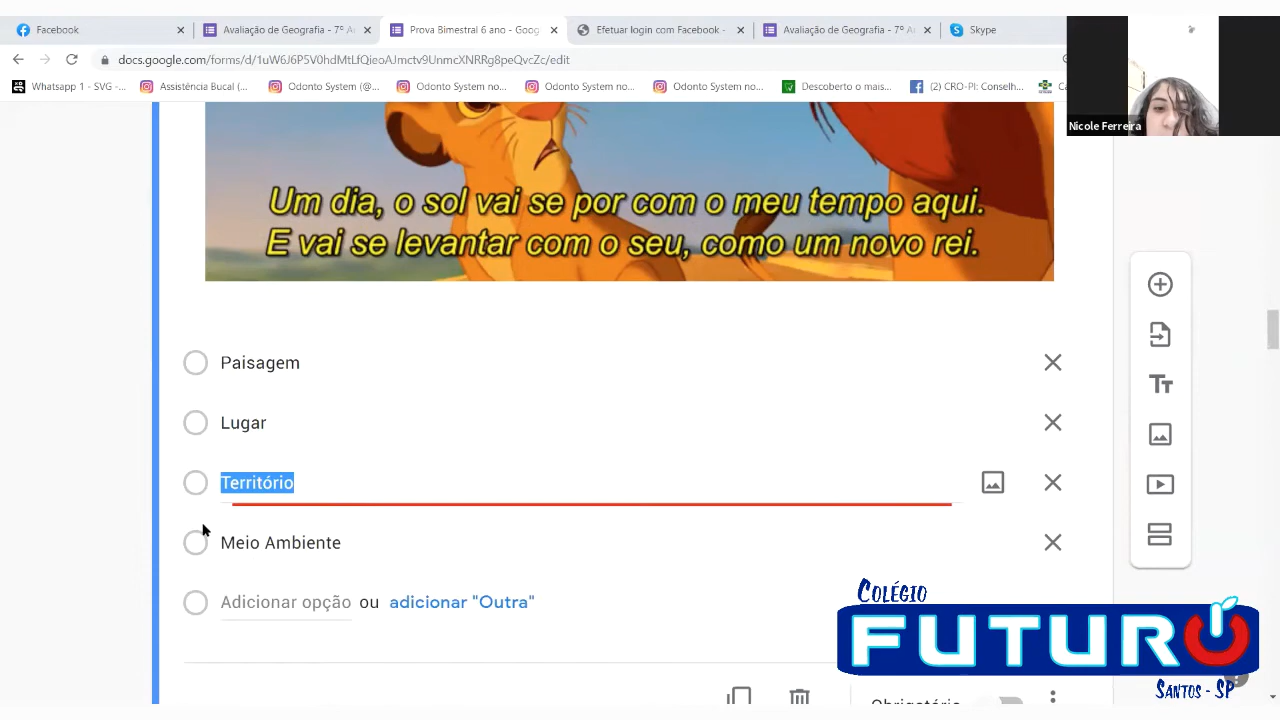 Facebook
Avaliação de Geografia - 7º A
Prova Bimestral 6 ano - Goog
Efetuar login com Facebook -
Avaliação de Geografia - 7º A
Skype
docs.google.com/forms/d/1uW6J6P5V0hdMtLfQieoAJmctv9UnmcXNRRg8peQvcZc/edit
Whatsapp 1 - SVG -...
Assistência Bucal (...
Odonto System (@...
Odonto System no...
Odonto System no...
Odonto System no...
Descoberto o mais...
(2) CRO-PI: Conselh...
Ca
Nicole Ferreira
Um dia, o sol vai se por com o meu tempo aqui.
E vai se levantar com o seu, como um novo rei.
Paisagem
Lugar
Território
Meio Ambiente
Adicionar opção ou adicionar "Outra"
Obrigatória
COLÉGIO
FUTURO
SANTOS - SP